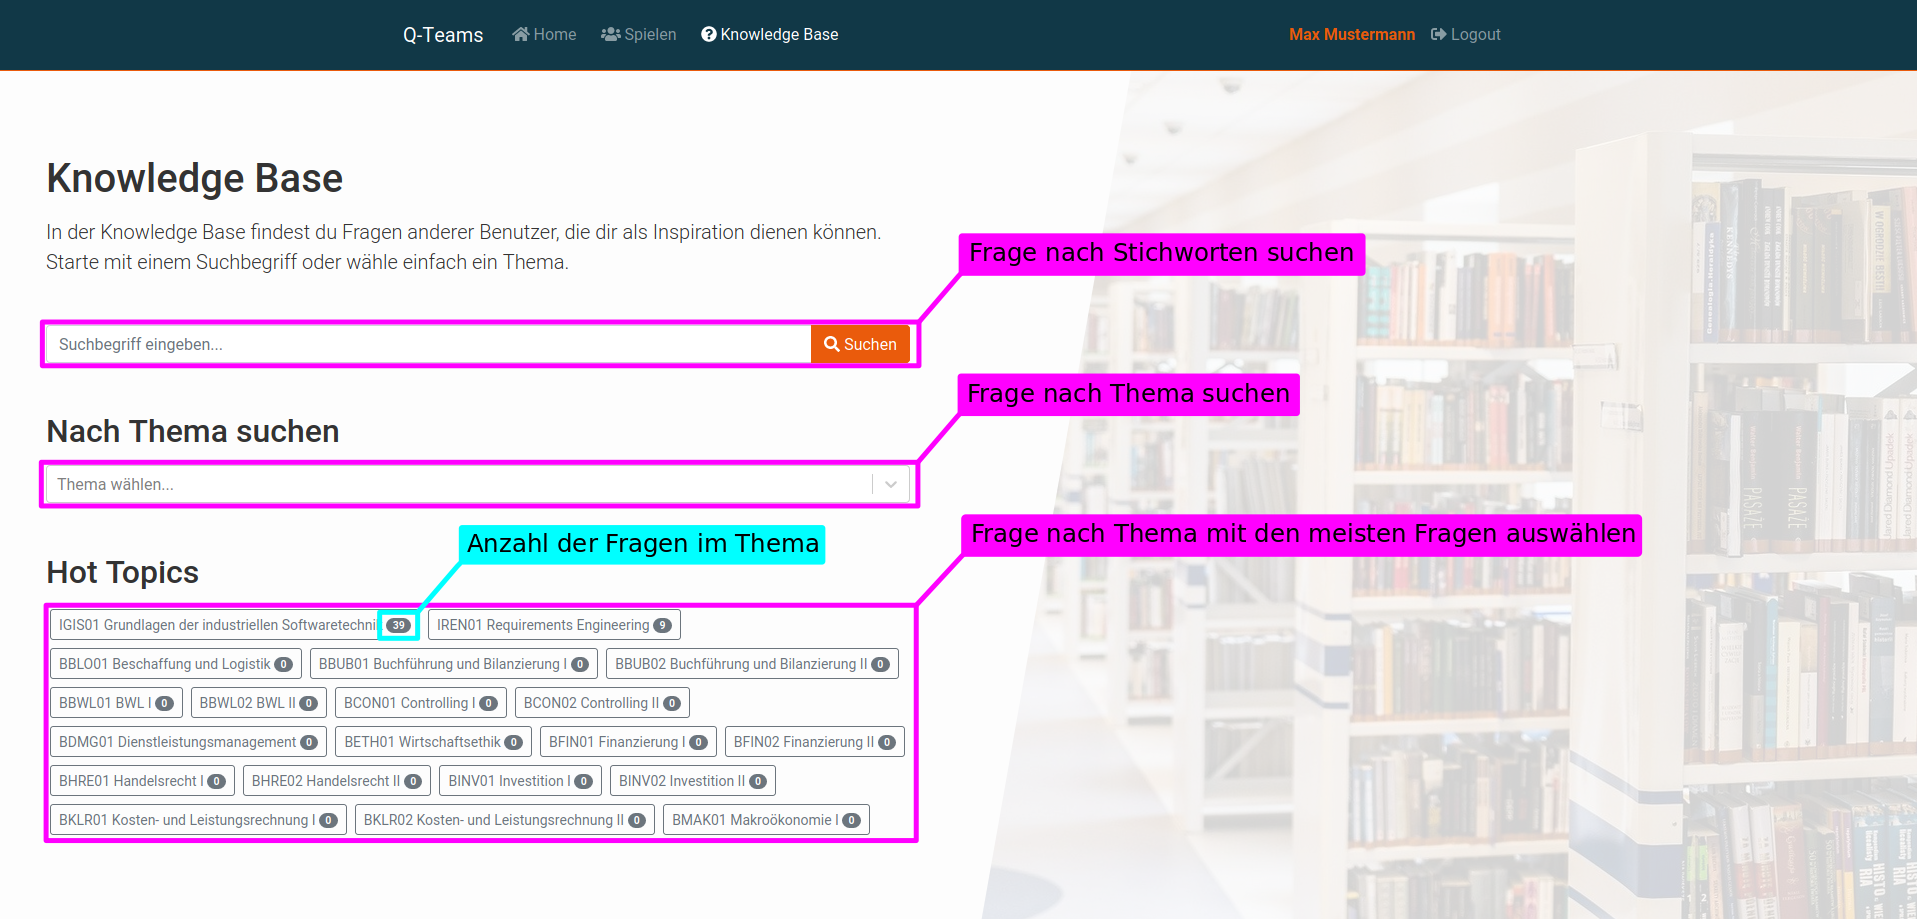 Q-Teams Home Spielen Knowledge Base Max Mustermann Logout
Knowledge Base
In der Knowledge Base findest du Fragen anderer Benutzer, die dir als Inspiration dienen können.
Starte mit einem Suchbegriff oder wähle einfach ein Thema.
Frage nach Stichworten suchen
Suchbegriff eingeben... Suchen
Frage nach Thema suchen
Nach Thema suchen
Thema wählen...
Frage nach Thema mit den meisten Fragen auswählen
Anzahl der Fragen im Thema
Hot Topics
IGIS01 Grundlagen der industriellen Softwaretechni 39 IREN01 Requirements Engineering 9
BBLO01 Beschaffung und Logistik 0 BBUB01 Buchführung und Bilanzierung I 0 BBUB02 Buchführung und Bilanzierung II 0
BBWL01 BWL I 0 BBWL02 BWL II 0 BCON01 Controlling I 0 BCON02 Controlling II 0
BDMG01 Dienstleistungsmanagement 0 BETH01 Wirtschaftsethik 0 BFIN01 Finanzierung I 0 BFIN02 Finanzierung II 0
BHRE01 Handelsrecht I 0 BHRE02 Handelsrecht II 0 BINV01 Investition I 0 BINV02 Investition II 0
BKLR01 Kosten- und Leistungsrechnung I 0 BKLR02 Kosten- und Leistungsrechnung II 0 BMAK01 Makroökonomie I 0
PASAŻE
PASAŻE